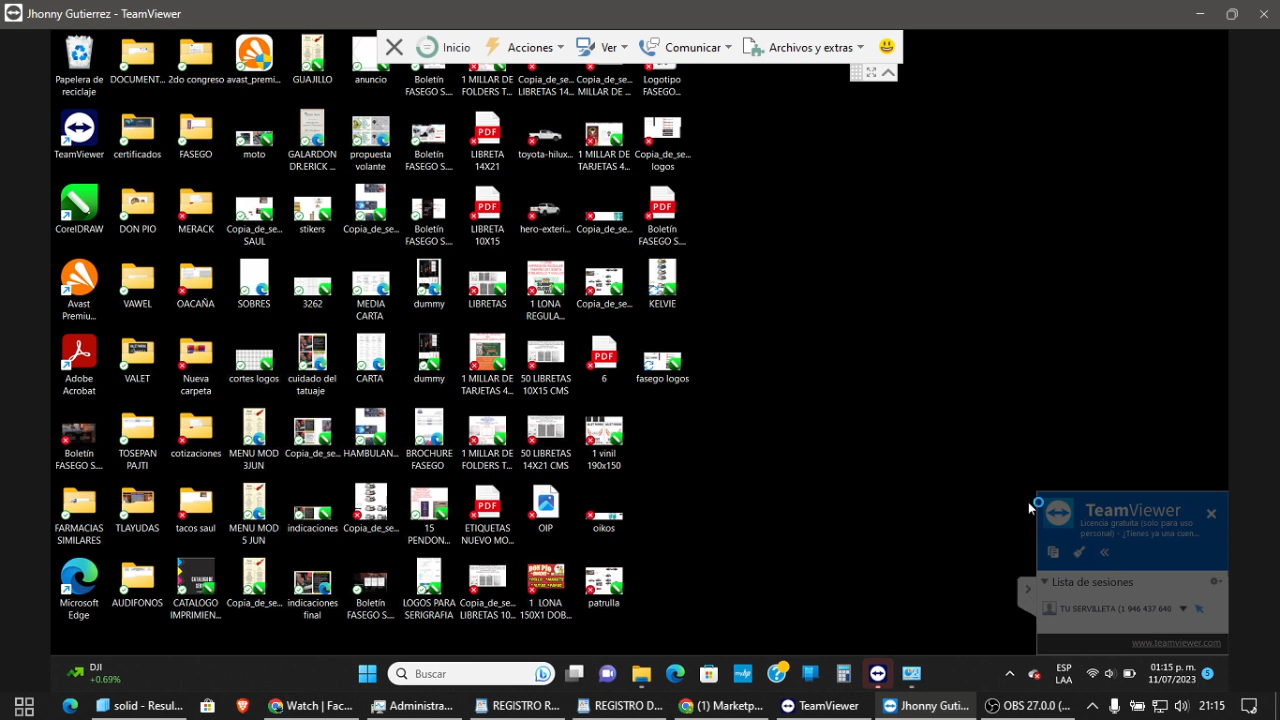 Jhonny Gutierrez - TeamViewer
Inicio
Acciones
Ver
Comunicar
Archivos y extras
Papelera de reciclaje
DOCUMENT...
2do congreso
avast_premi...
GUAJILLO
anuncio
Boletín FASEGO S....
1 MILLAR DE FOLDERS T...
Copia_de_se... LIBRETAS 14...
Copia_de_se... MILLAR DE ...
Logotipo FASEGO...
TeamViewer
certificados
FASEGO
moto
GALARDON DR.ERICK ...
propuesta volante
Boletín FASEGO S....
LIBRETA 14X21
toyota-hilux...
1 MILLAR DE TARJETAS 4...
Copia_de_se... logos
CorelDRAW
DON PIO
MERACK
Copia_de_se... SAUL
stikers
Copia_de_se...
Boletín FASEGO S....
LIBRETA 10X15
hero-exteri...
Copia_de_se...
Boletín FASEGO S....
Avast Premiu...
VAWEL
OACAÑA
SOBRES
3262
MEDIA CARTA
dummy
LIBRETAS
1 LONA REGULA...
Copia_de_se...
KELVIE
Adobe Acrobat
VALET
Nueva carpeta
cortes logos
cuidado del tatuaje
CARTA
dummy
1 MILLAR DE TARJETAS 4...
50 LIBRETAS 10X15 CMS
6
fasego logos
Boletín FASEGO S....
TOSEPAN PAJTI
cotizaciones
MENU MOD 3JUN
Copia_de_se...
HAMBULAN...
BROCHURE FASEGO
1 MILLAR DE FOLDERS T...
50 LIBRETAS 14X21 CMS
1 vinil 190x150
FARMACIAS SIMILARES
TLAYUDAS
tacos saul
MENU MOD 5 JUN
indicaciones
Copia_de_se...
15 PENDON...
ETIQUETAS NUEVO MO...
OIP
oikos
Microsoft Edge
AUDIFONOS
CATALOGO IMPRIMIEN...
Copia_de_se...
indicaciones final
Boletín FASEGO S....
LOGOS PARA SERIGRAFIA
Copia_de_se... LIBRETAS 10...
1 LONA 150X1 DOB...
patrulla
TeamViewer
Licencia gratuita (solo para uso
personal) - ¿Tienes ya una cuen...
Lista de sesiones
TU SERVILLETA (1 946 437 640
www.teamviewer.com
DJI
+0.69%
Buscar
ESP
LAA
01:15 p. m.
11/07/2023
5
solid - Resul...
Watch | Fac...
Administra...
REGISTRO R...
REGISTRO D...
(1) Marketp...
TeamViewer
Jhonny Guti...
OBS 27.0.0 (...
21:15